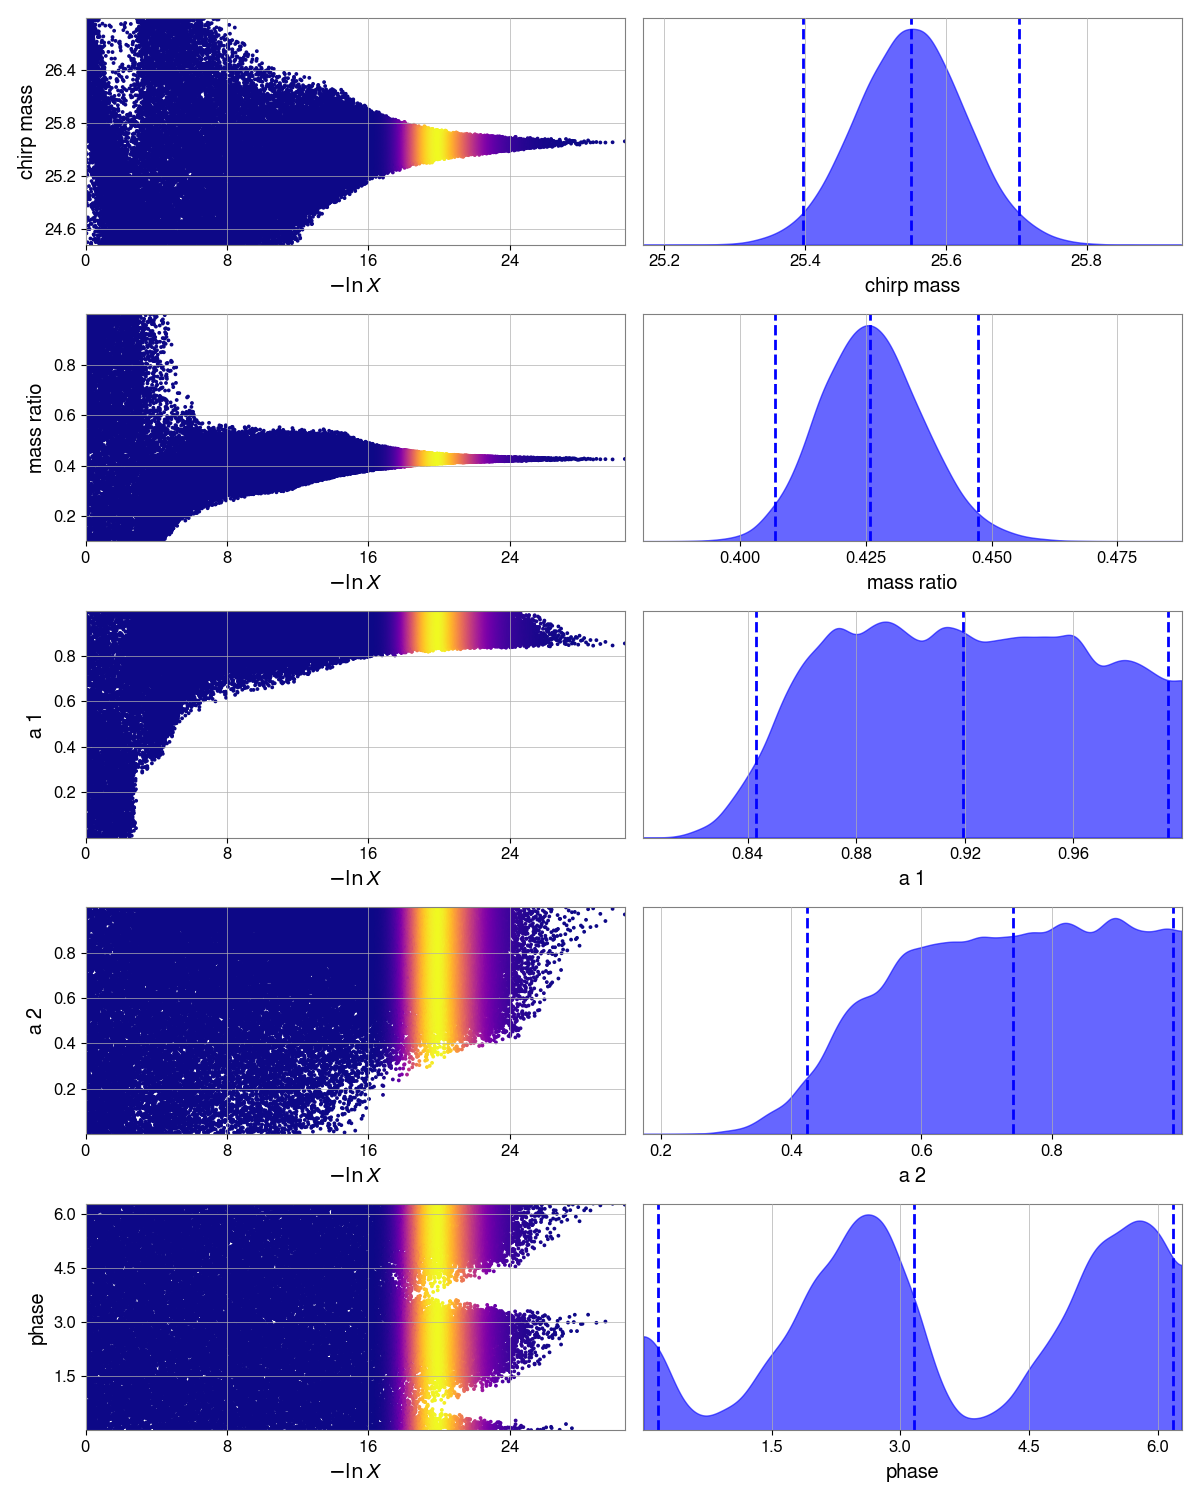 26.4
25.8
25.2
24.6
chirp mass
0 8 16 24
−ln X
25.2 25.4 25.6 25.8
chirp mass
0.8
0.6
0.4
0.2
mass ratio
0 8 16 24
−ln X
0.400 0.425 0.450 0.475
mass ratio
0.8
0.6
0.4
0.2
a 1
0 8 16 24
−ln X
0.84 0.88 0.92 0.96
a 1
0.8
0.6
0.4
0.2
a 2
0 8 16 24
−ln X
0.2 0.4 0.6 0.8
a 2
6.0
4.5
3.0
1.5
phase
0 8 16 24
−ln X
1.5 3.0 4.5 6.0
phase